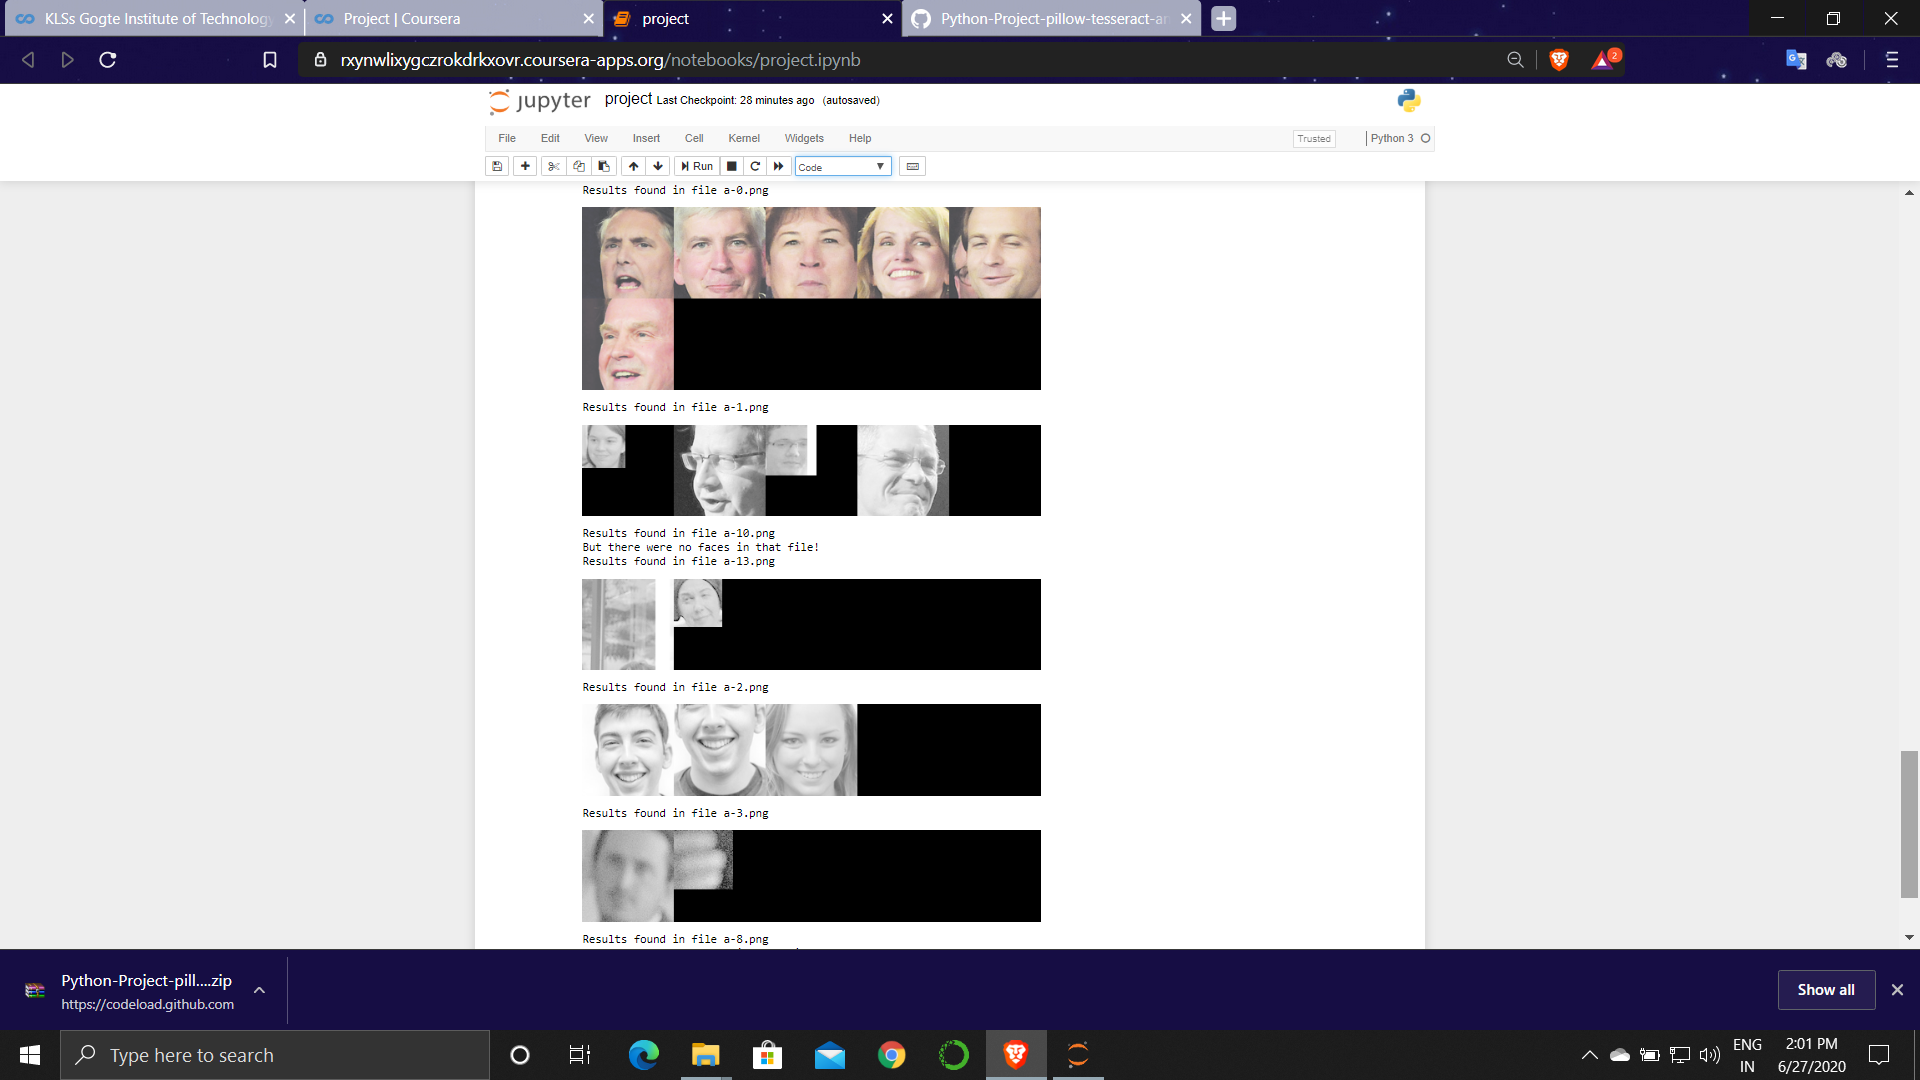 KLSs Gogte Institute of Technology
Project | Coursera
project
Python-Project-pillow-tesseract-an
rxynwlixygczrokdrkxovr.coursera-apps.org/notebooks/project.ipynb
2
jupyter project Last Checkpoint: 28 minutes ago (autosaved)
File Edit View Insert Cell Kernel Widgets Help
Trusted
Python 3
Run
Code
Results found in file a-0.png
Results found in file a-1.png
Results found in file a-10.png
But there were no faces in that file!
Results found in file a-13.png
Results found in file a-2.png
Results found in file a-3.png
Results found in file a-8.png
Python-Project-pill....zip
https://codeload.github.com
Show all
Type here to search
ENG
IN
2:01 PM
6/27/2020